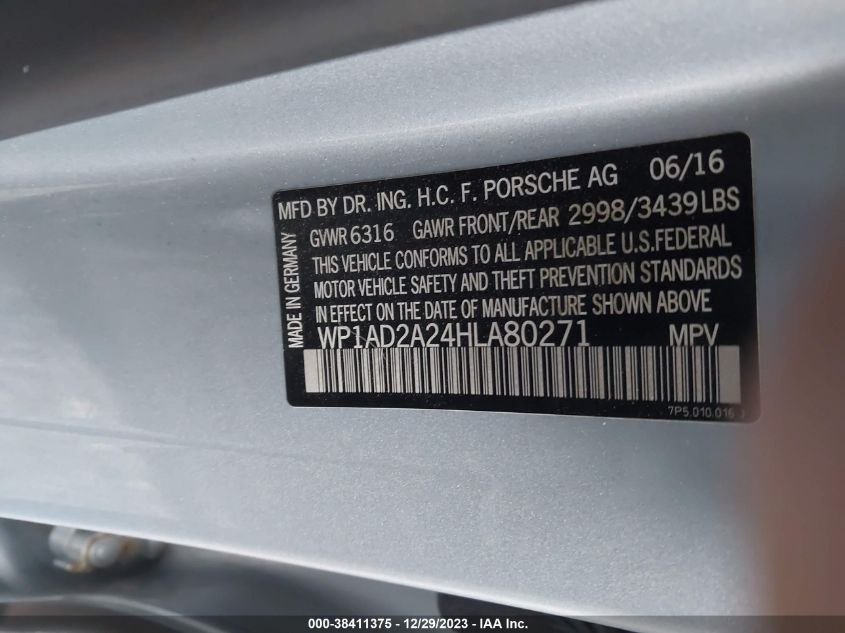 MFD BY DR. ING. H.C. F. PORSCHE AG 06/16
GVWR 6316 GAWR FRONT/REAR 2998/3439 LBS
THIS VEHICLE CONFORMS TO ALL APPLICABLE U.S.FEDERAL
MOTOR VEHICLE SAFETY AND THEFT PREVENTION STANDARDS
IN EFFECT ON THE DATE OF MANUFACTURE SHOWN ABOVE
WP1AD2A24HLA80271 MPV
MADE IN GERMANY
7P5.010.016 J
000-38411375 - 12/29/2023 - IAA Inc.